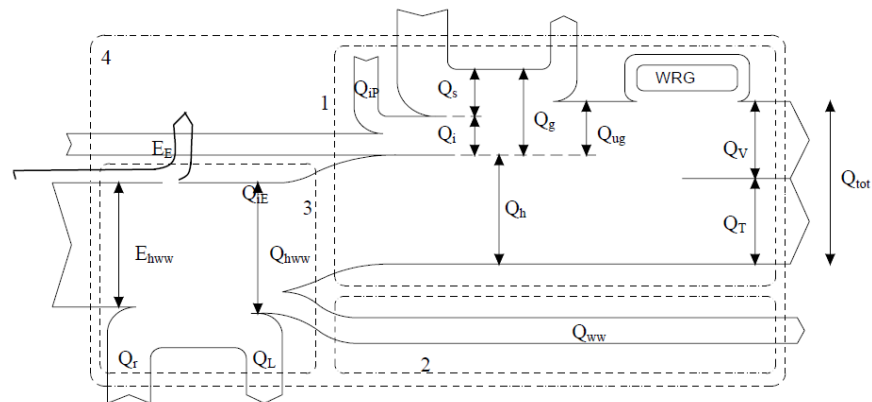 4
WRG
1
Q_iP
Q_s
Q_g
Q_i
Q_ug
E_E
Q_V
Q_tot
Q_iE
3
Q_h
Q_T
E_hww
Q_hww
Q_ww
Q_r
Q_L
2